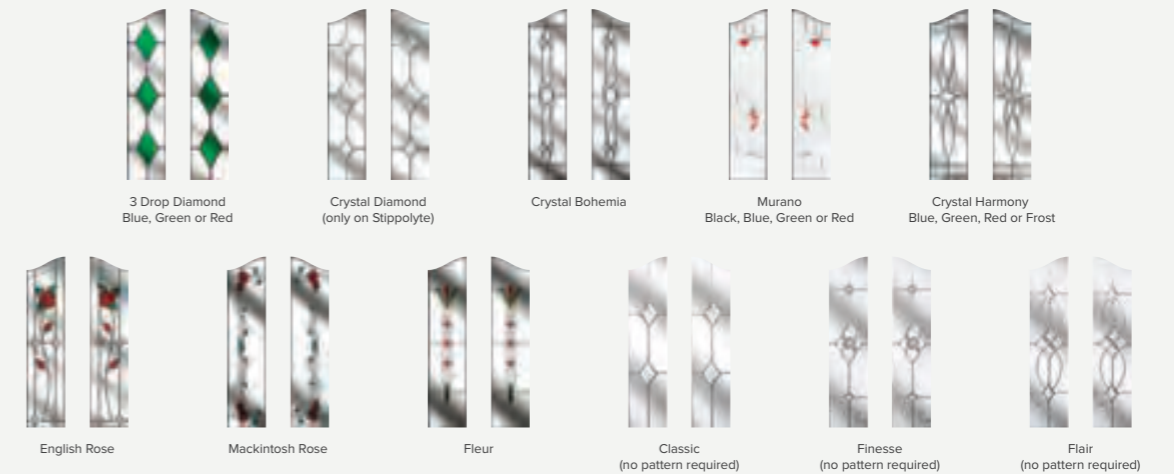 3 Drop Diamond
Blue, Green or Red
Crystal Diamond
(only on Stippolyte)
Crystal Bohemia
Murano
Black, Blue, Green or Red
Crystal Harmony
Blue, Green, Red or Frost
English Rose
Mackintosh Rose
Fleur
Classic
(no pattern required)
Finesse
(no pattern required)
Flair
(no pattern required)